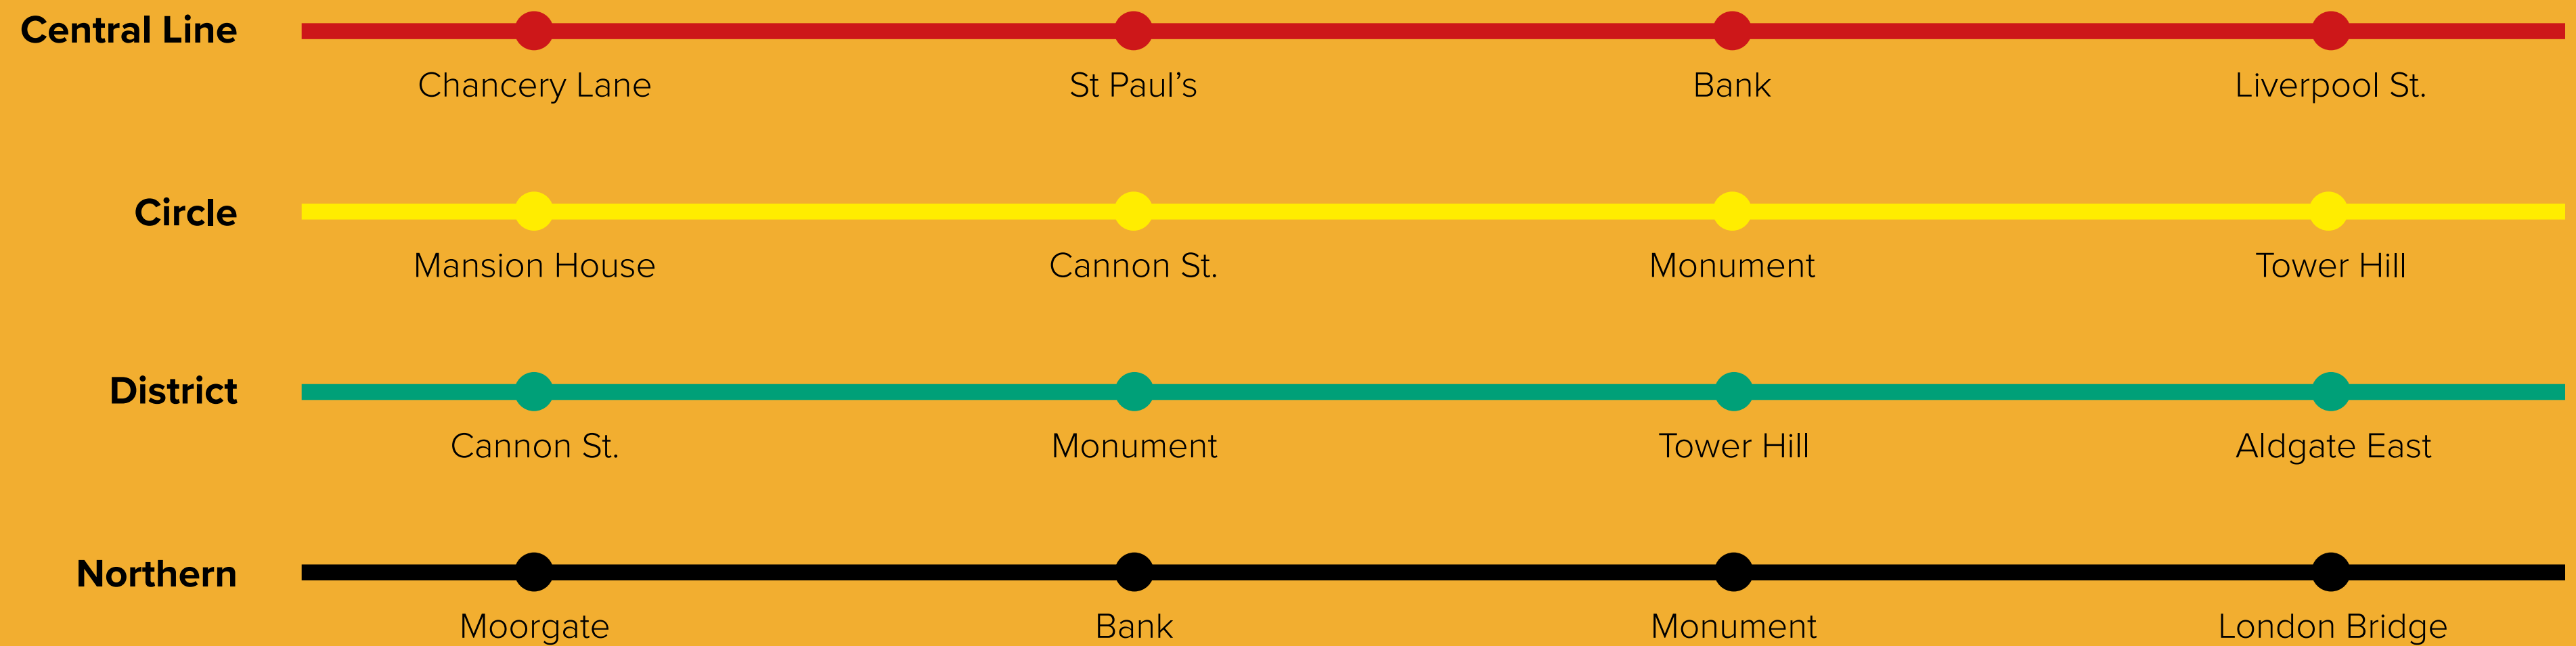 Central Line
Chancery Lane St Paul’s Bank Liverpool St.
Circle
Mansion House Cannon St. Monument Tower Hill
District
Cannon St. Monument Tower Hill Aldgate East
Northern
Moorgate Bank Monument London Bridge